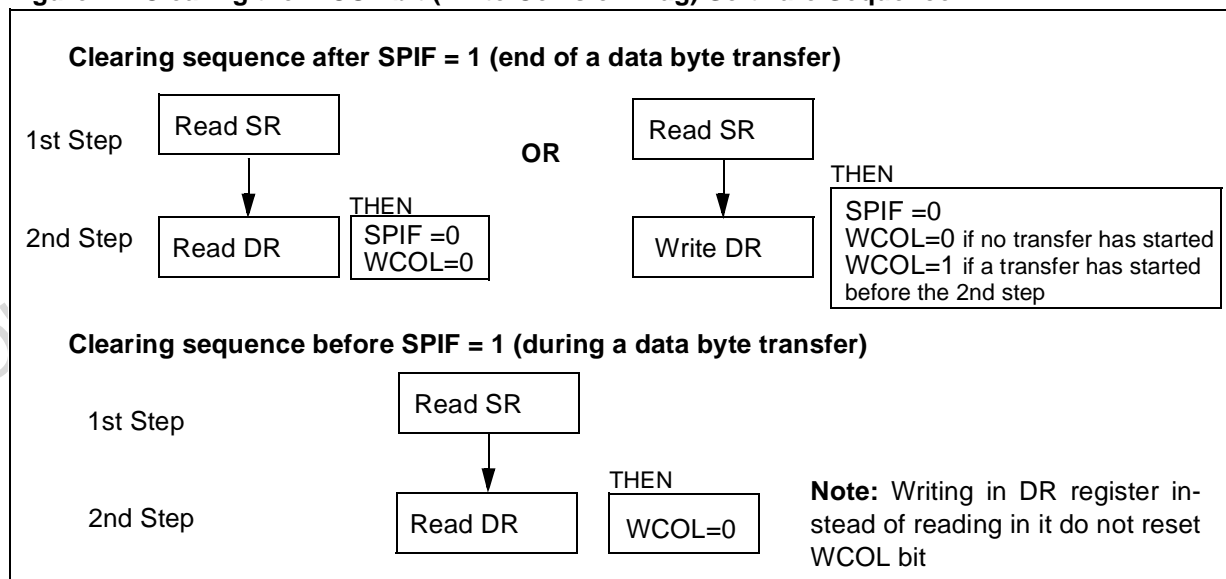 Clearing sequence after SPIF = 1 (end of a data byte transfer)
1st Step
Read SR
OR
Read SR
THEN
2nd Step
Read DR
THEN
SPIF =0
WCOL=0
Write DR
SPIF =0
WCOL=0 if no transfer has started
WCOL=1 if a transfer has started
before the 2nd step
Clearing sequence before SPIF = 1 (during a data byte transfer)
1st Step
Read SR
2nd Step
Read DR
THEN
WCOL=0
Note: Writing in DR register in-
stead of reading in it do not reset
WCOL bit